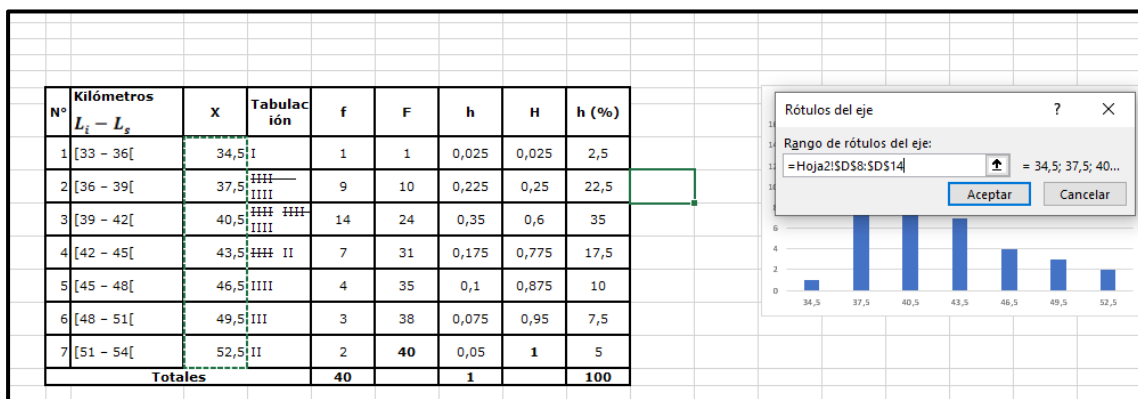 N° Kilómetros Li – Ls X Tabulación f F h H h (%)
1 [33 – 36[ 34,5 I 1 1 0,025 0,025 2,5
2 [36 – 39[ 37,5 IIII IIII 9 10 0,225 0,25 22,5
3 [39 – 42[ 40,5 IIII IIII IIII 14 24 0,35 0,6 35
4 [42 – 45[ 43,5 IIII II 7 31 0,175 0,775 17,5
5 [45 – 48[ 46,5 IIII 4 35 0,1 0,875 10
6 [48 – 51[ 49,5 III 3 38 0,075 0,95 7,5
7 [51 – 54[ 52,5 II 2 40 0,05 1 5
Totales 40 1 100
Rótulos del eje ? ×
Rango de rótulos del eje:
=Hoja2!$D$8:$D$14 = 34,5; 37,5; 40...
Aceptar Cancelar
6
4
2
0
34,5 37,5 40,5 43,5 46,5 49,5 52,5